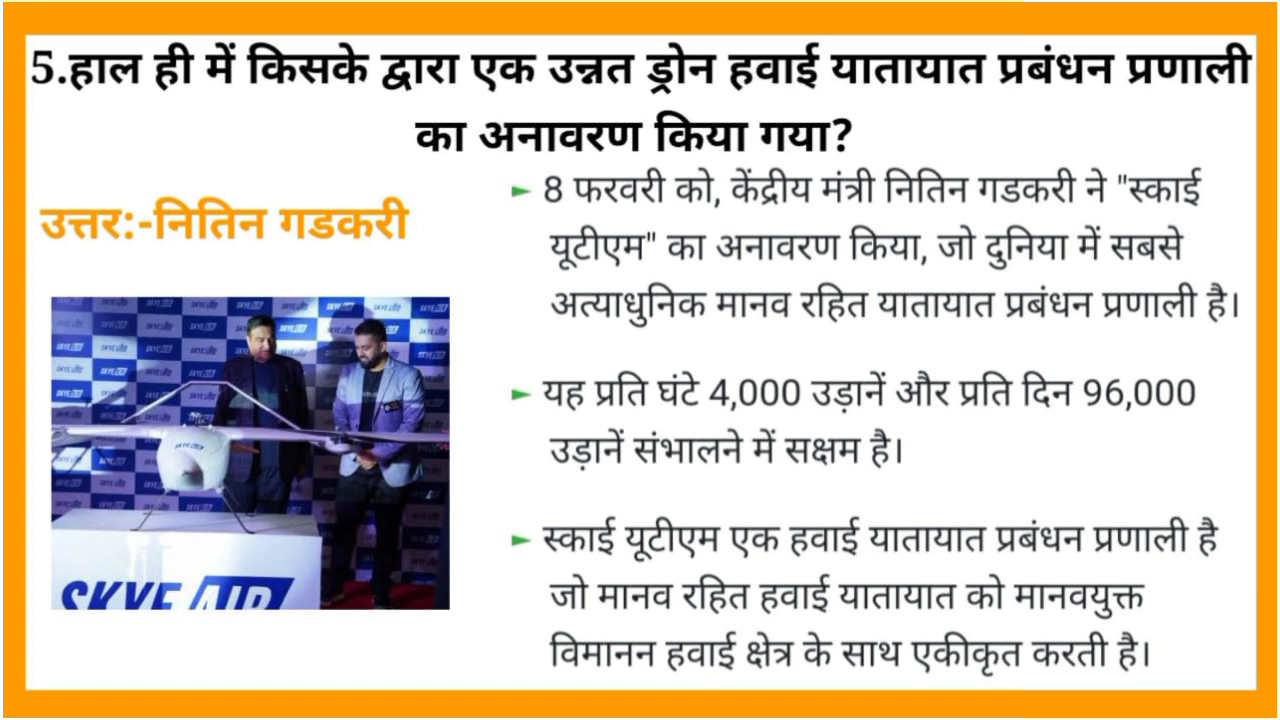 5.हाल ही में किसके द्वारा एक उन्नत ड्रोन हवाई यातायात प्रबंधन प्रणाली
का अनावरण किया गया?
उत्तर:-नितिन गडकरी
► 8 फरवरी को, केंद्रीय मंत्री नितिन गडकरी ने "स्काई
यूटीएम" का अनावरण किया, जो दुनिया में सबसे
अत्याधुनिक मानव रहित यातायात प्रबंधन प्रणाली है।
► यह प्रति घंटे 4,000 उड़ानें और प्रति दिन 96,000
उड़ानें संभालने में सक्षम है।
► स्काई यूटीएम एक हवाई यातायात प्रबंधन प्रणाली है
जो मानव रहित हवाई यातायात को मानवयुक्त
विमानन हवाई क्षेत्र के साथ एकीकृत करती है।
SKYE AIR
SKYE AIR